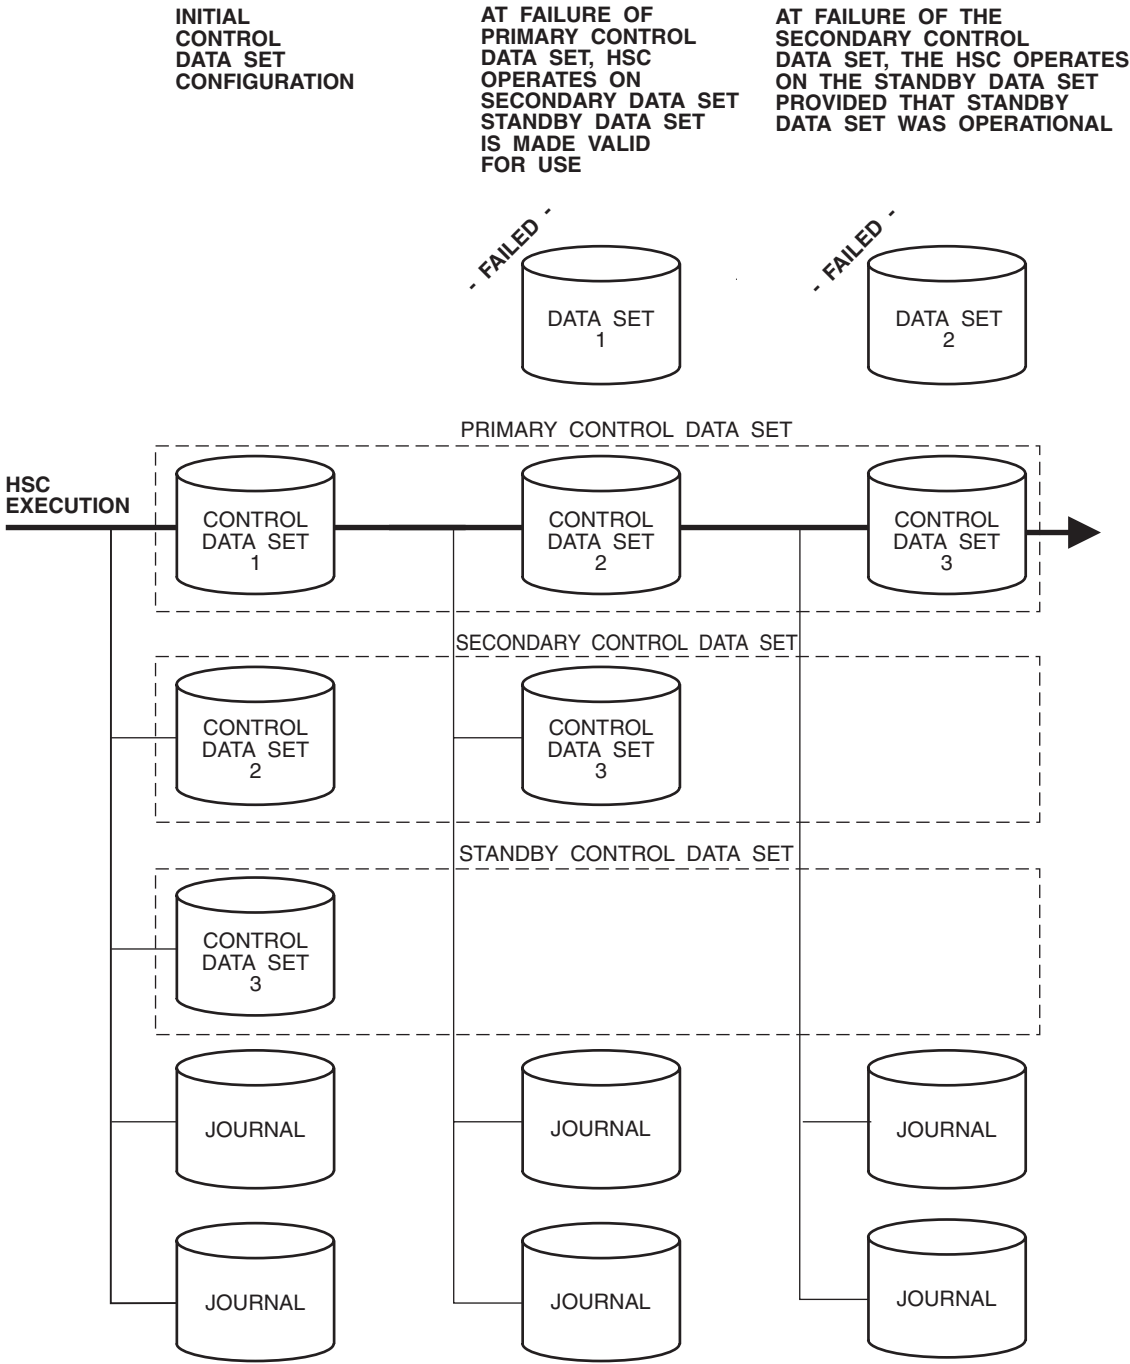 INITIAL
CONTROL
DATA SET
CONFIGURATION
AT FAILURE OF
PRIMARY CONTROL
DATA SET, HSC
OPERATES ON
SECONDARY DATA SET
STANDBY DATA SET
IS MADE VALID
FOR USE
AT FAILURE OF THE
SECONDARY CONTROL
DATA SET, THE HSC OPERATES
ON THE STANDBY DATA SET
PROVIDED THAT STANDBY
DATA SET WAS OPERATIONAL
- FAILED -
DATA SET
1
- FAILED -
DATA SET
2
PRIMARY CONTROL DATA SET
HSC
EXECUTION
CONTROL
DATA SET
1
CONTROL
DATA SET
2
CONTROL
DATA SET
3
SECONDARY CONTROL DATA SET
CONTROL
DATA SET
2
CONTROL
DATA SET
3
STANDBY CONTROL DATA SET
CONTROL
DATA SET
3
JOURNAL
JOURNAL
JOURNAL
JOURNAL
JOURNAL
JOURNAL